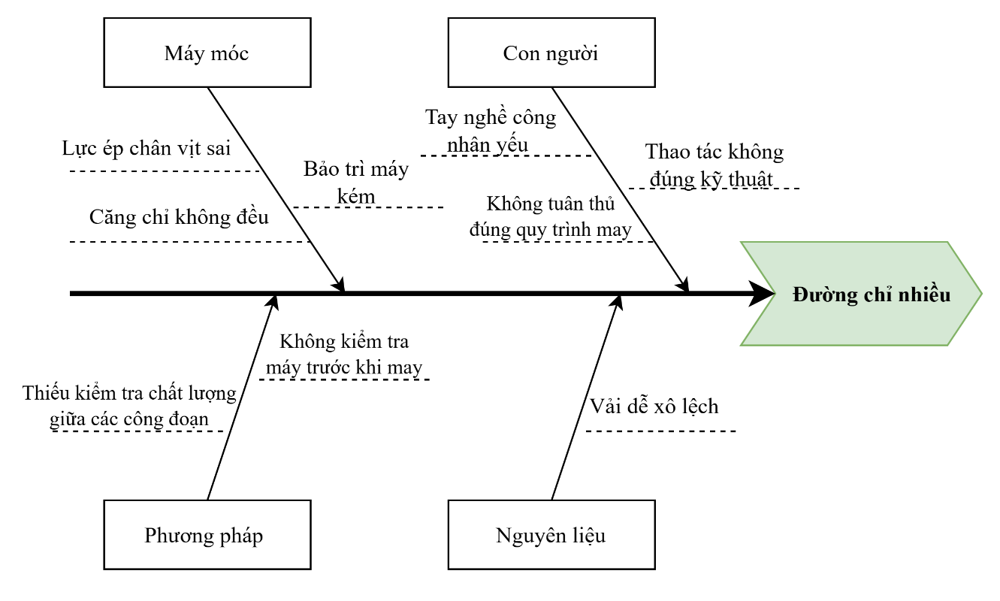 Máy móc
Con người
Lực ép chân vịt sai
Căng chỉ không đều
Bảo trì máy
kém
Tay nghề công
nhân yếu
Không tuân thủ
đúng quy trình may
Thao tác không
đúng kỹ thuật
Đường chỉ nhiều
Thiếu kiểm tra chất lượng
giữa các công đoạn
Không kiểm tra
máy trước khi may
Vải dễ xô lệch
Phương pháp
Nguyên liệu